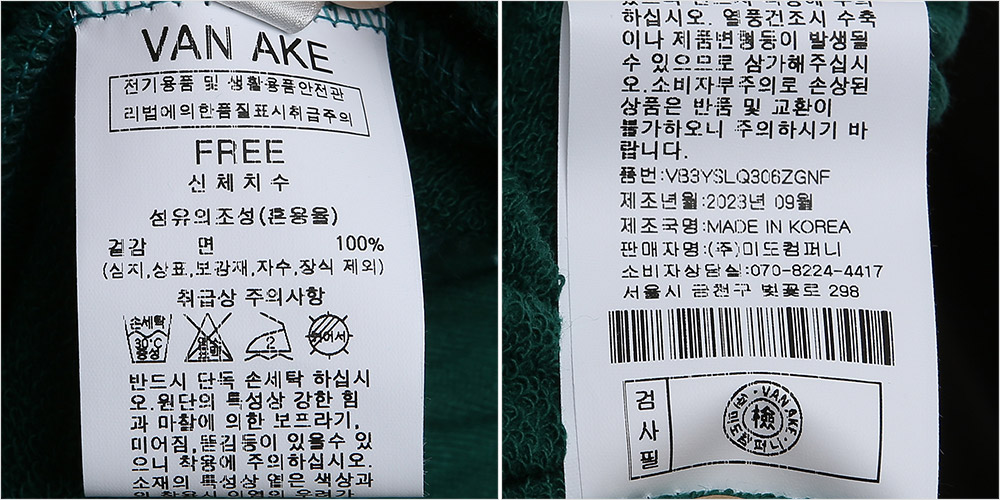 VAN AKE
전기용품 및 생활용품안전관
리법에의한품질표시취급주의
FREE
신체치수
섬유의조성(혼용율)
겉감 면 100%
(심지,상표,보강재,자수,장식 제외)
취급상 주의사항
손세탁
30℃
중성
염소
표백
2
뉘어서
반드시 단독 손세탁 하십시
오.원단의 특성상 강한 힘
과 마찰에 의한 보프라기,
미어짐,뜯김등이 있을수 있
으니 착용에 주의하십시오.
소재의 특성상 옅은 색상과
하십시오. 열풍건조시 수축
이나 제품변형등이 발생될
수 있으므로 삼가해주십시
오.소비자부주의로 손상된
상품은 반품 및 교환이
불가하오니 주의하시기 바
랍니다.
품번:VB3YSLQ306ZGNF
제조년월:2023년 09월
제조국명:MADE IN KOREA
판매자명:(주)미도컴퍼니
소비자상담실:070-8224-4417
서울시 금천구 벚꽃로 298
검사필
VAN AKE
檢
(주)미도컴퍼니